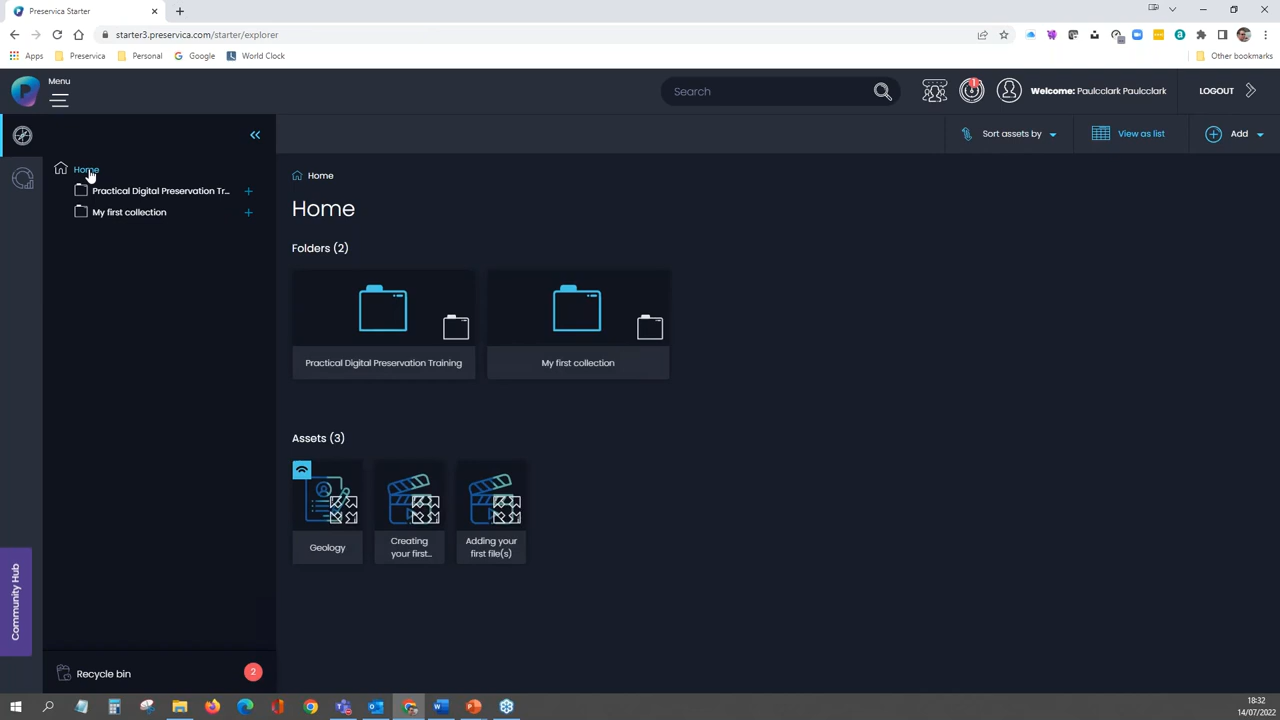 Preservica Starter
starter3.preservica.com/starter/explorer
Apps
Preservica
Personal
Google
World Clock
Other bookmarks
Menu
Search
1
Welcome: Paulcclark Paulcclark
LOGOUT
Sort assets by
View as list
Add
Home
Practical Digital Preservation Tr...
My first collection
Home
Home
Folders (2)
Practical Digital Preservation Training
My first collection
Assets (3)
Geology
Creating
your first...
Adding your
first file(s)
Community Hub
Recycle bin
2
18:32
14/07/2022